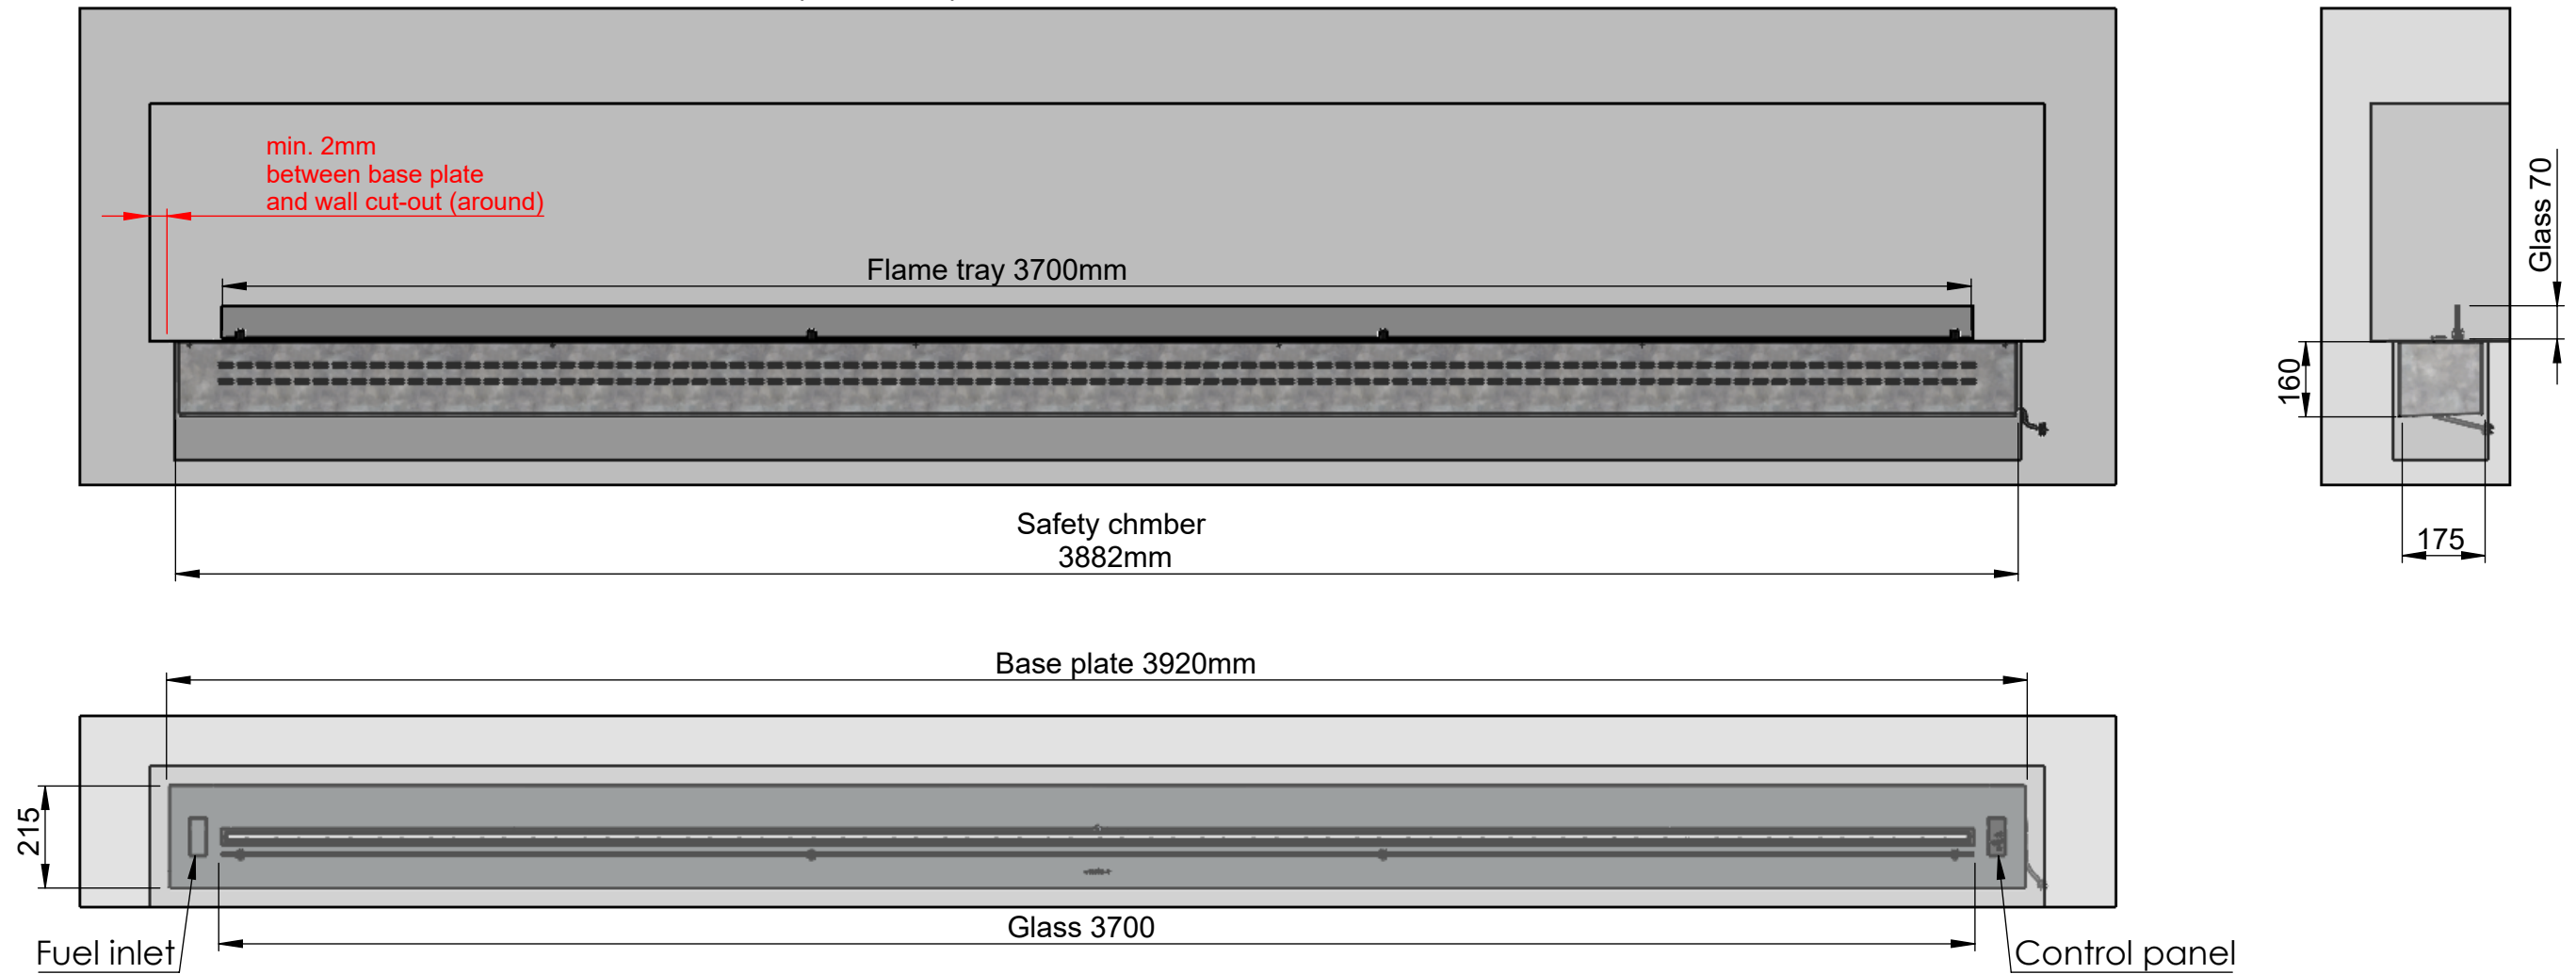 min. 2mm
between base plate
and wall cut-out (around)
Flame tray 3700mm
Glass 70
160
175
Safety chmber
3882mm
Base plate 3920mm
215
Glass 3700
Fuel inlet
Control panel